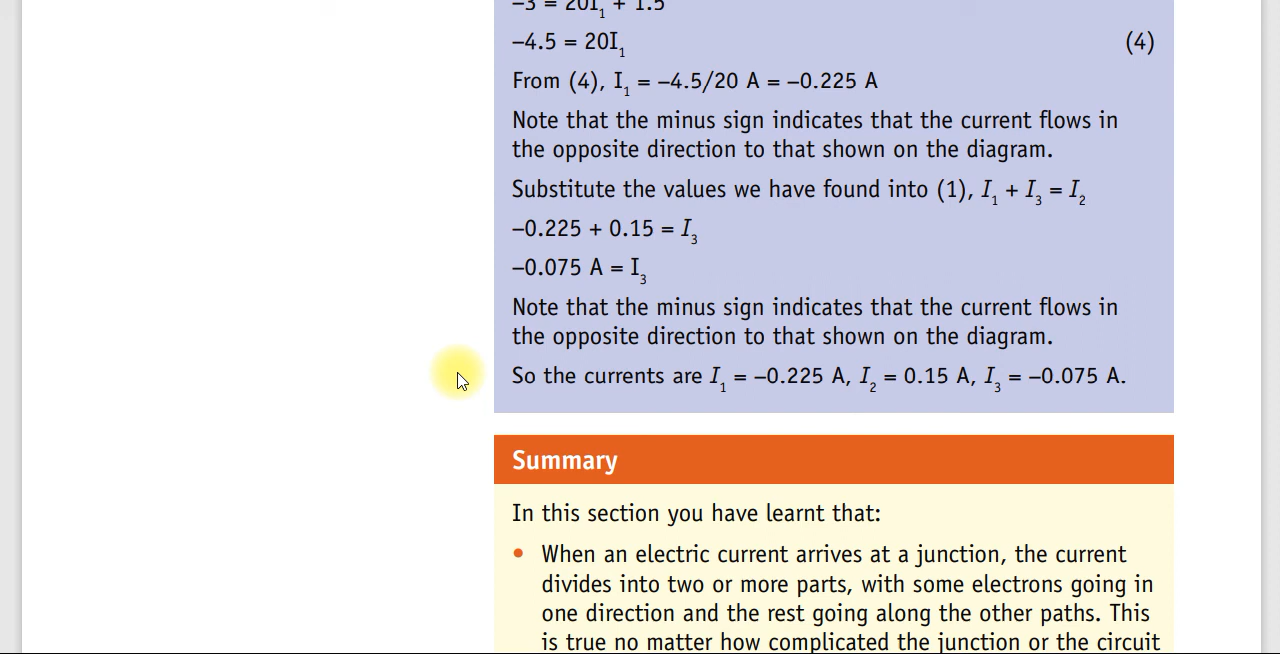 –3 = 20I₁ + 1.5
–4.5 = 20I₁ (4)
From (4), I₁ = –4.5/20 A = –0.225 A
Note that the minus sign indicates that the current flows in
the opposite direction to that shown on the diagram.
Substitute the values we have found into (1), I₁ + I₃ = I₂
–0.225 + 0.15 = I₃
–0.075 A = I₃
Note that the minus sign indicates that the current flows in
the opposite direction to that shown on the diagram.
So the currents are I₁ = –0.225 A, I₂ = 0.15 A, I₃ = –0.075 A.
Summary
In this section you have learnt that:
• When an electric current arrives at a junction, the current
divides into two or more parts, with some electrons going in
one direction and the rest going along the other paths. This
is true no matter how complicated the junction or the circuit